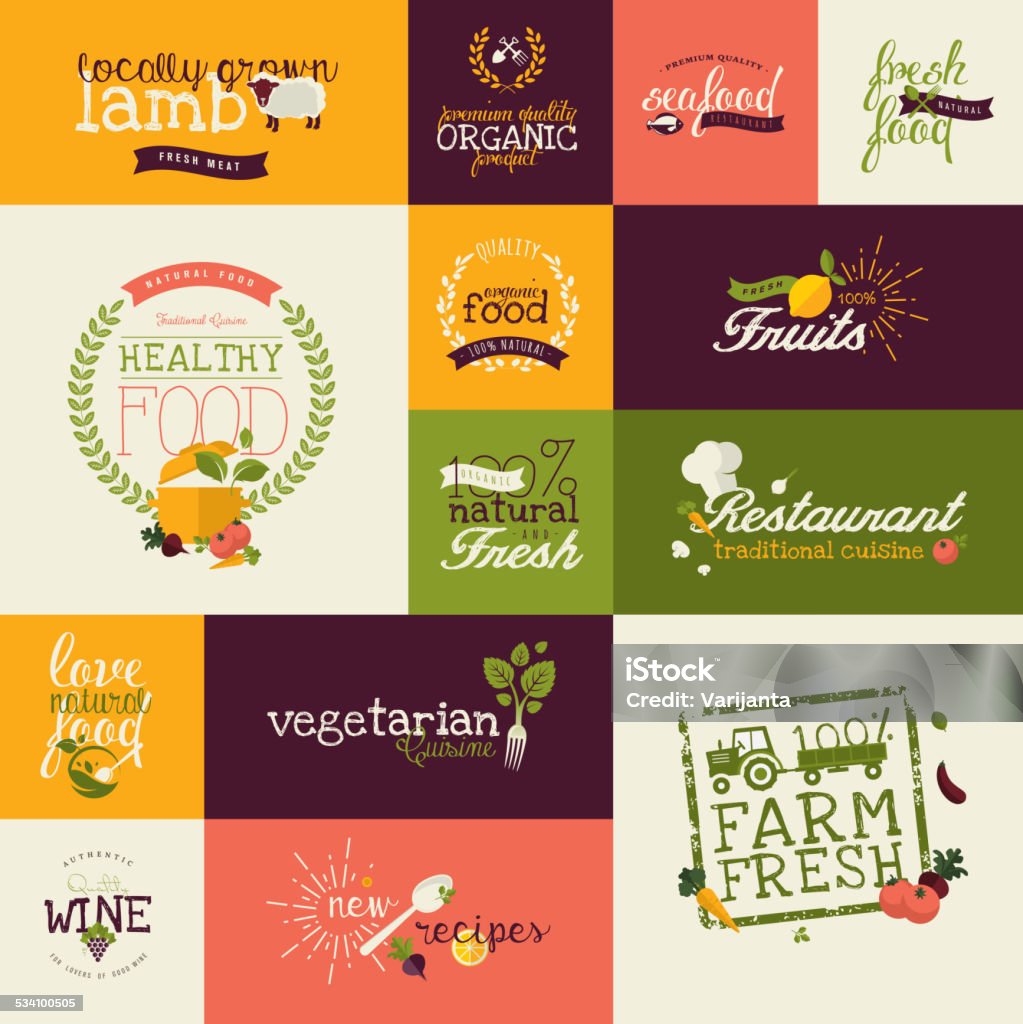 locally grown
lamb
FRESH MEAT
premium quality
ORGANIC
product
• PREMIUM QUALITY •
seafood
RESTAURANT
fresh
NATURAL
food
NATURAL FOOD
Traditional Cuisine
HEALTHY
FOOD
QUALITY
organic
food
• 100% NATURAL •
FRESH
100%
Fruits
100%
ORGANIC
natural
- AND -
Fresh
Restaurant
traditional cuisine
love
natural
food
vegetarian
Cuisine
iStock
Credit: Varijanta
100%
FARM
FRESH
AUTHENTIC
Quality
WINE
FOR LOVERS OF GOOD WINE
new
recipes
534100505